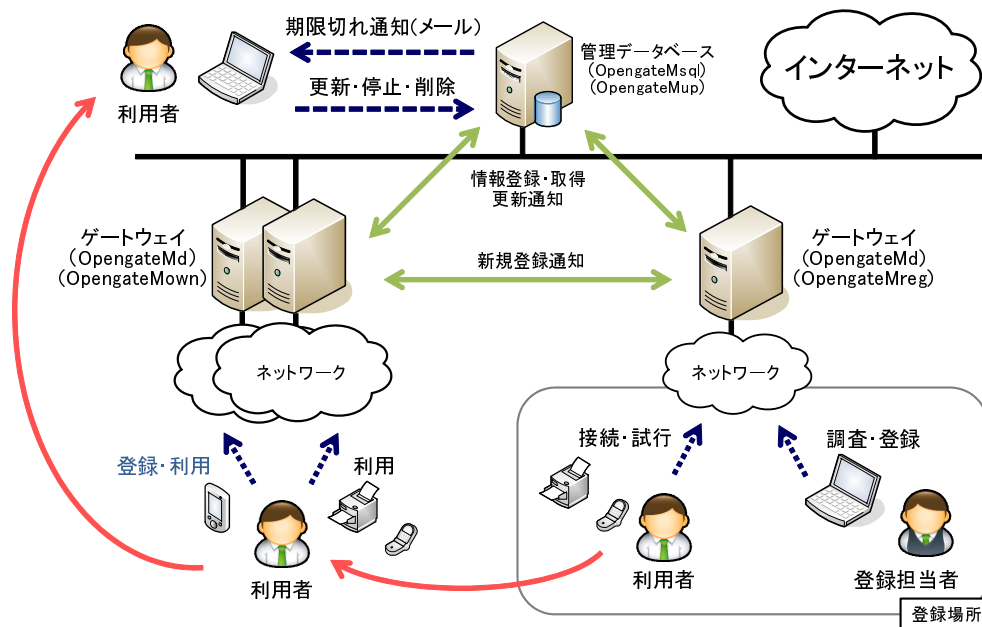 期限切れ通知(メール)
管理データベース
(OpengateMsql)
(OpengateMup)
インターネット
更新・停止・削除
利用者
情報登録・取得
更新通知
ゲートウェイ
(OpengateMd)
(OpengateMown)
新規登録通知
ゲートウェイ
(OpengateMd)
(OpengateMreg)
ネットワーク
ネットワーク
登録・利用
利用
接続・試行
調査・登録
利用者
利用者
登録担当者
登録場所